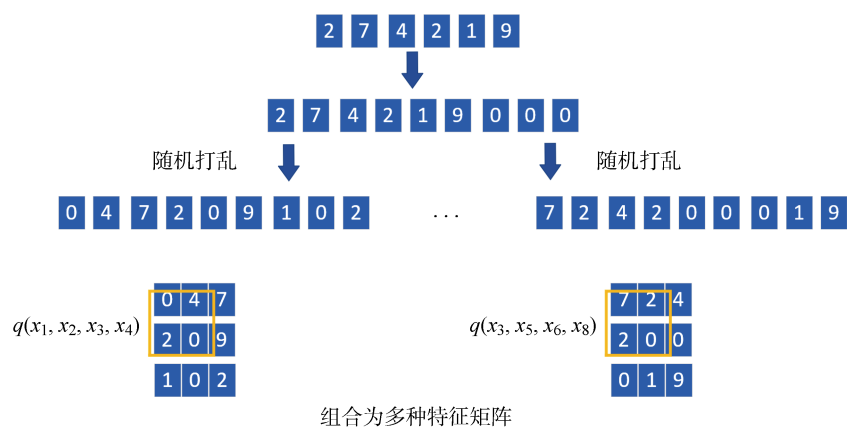 2 7 4 2 1 9
2 7 4 2 1 9 0 0 0
随机打乱 随机打乱
0 4 7 2 0 9 1 0 2 ... 7 2 4 2 0 0 0 1 9
0 4 7 7 2 4
q(x₁, x₂, x₃, x₄) q(x₃, x₅, x₆, x₈)
2 0 9 2 0 0
1 0 2 0 1 9
组合为多种特征矩阵